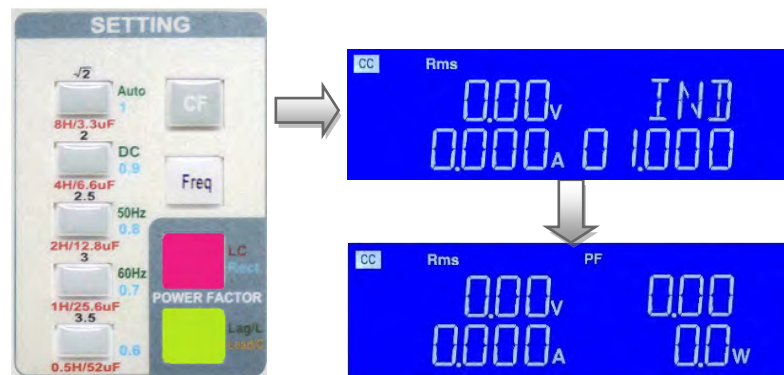 SETTING
√2
Auto
1
8H/3.3uF
CF
2
DC
0.9
4H/6.6uF
Freq
2.5
50Hz
0.8
2H/12.8uF
3
60Hz
0.7
1H/25.6uF
LC
Rect.
POWER FACTOR
3.5
0.6
0.5H/52uF
Lag/L
Lead/C
CC Rms
0.00V IND
0.000A 01.000
CC Rms PF
0.00V 0.00
0.000A 0.0W